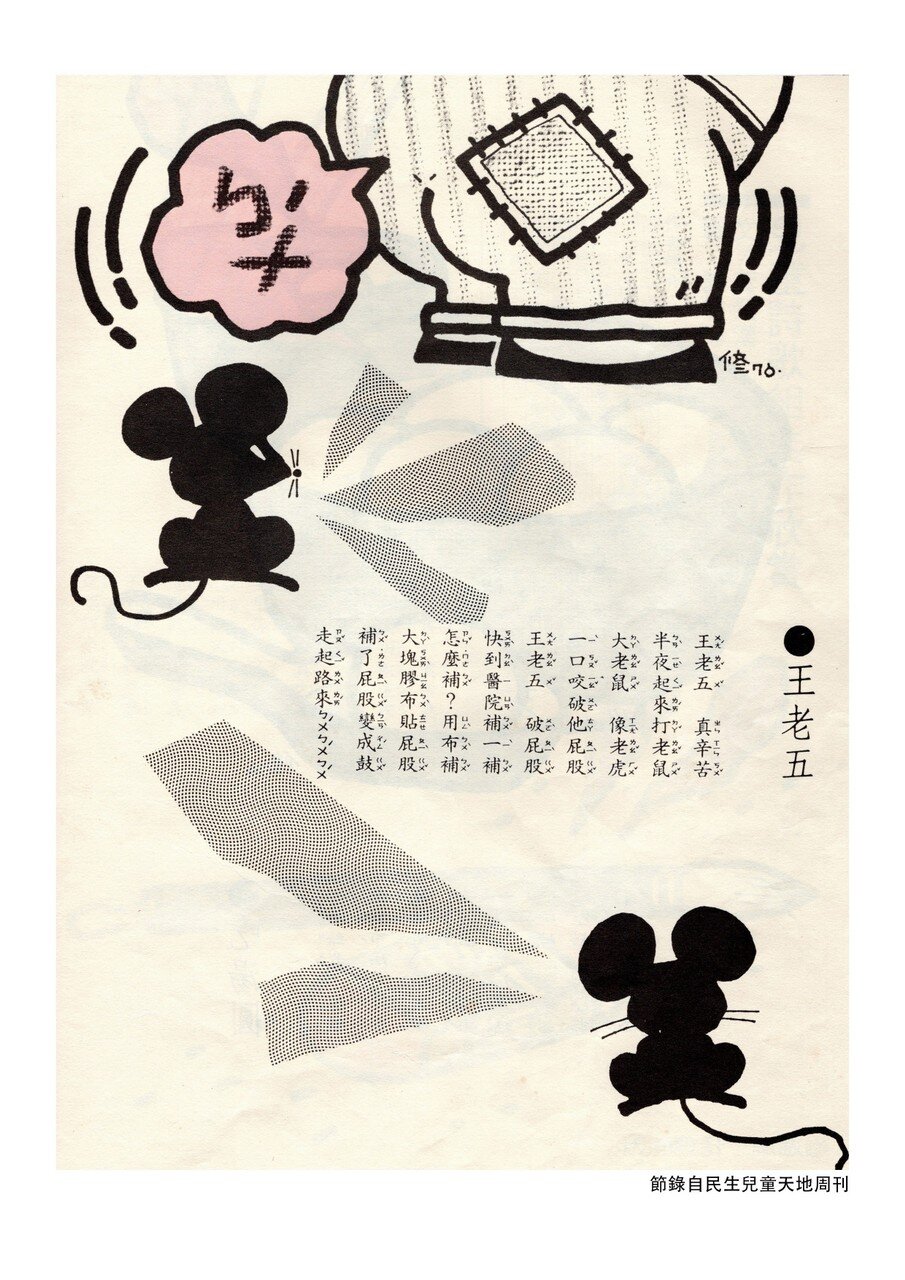 ㄅㄨˋ
修70.
●王老五
王老五 真辛苦
半夜起來打老鼠
大老鼠 像老虎
一口咬破他屁股
王老五 破屁股
快到醫院補一補
怎麼補？用布補
大塊膠布貼屁股
補了屁股變成鼓
走起路來ㄅㄨㄅㄨㄅㄨ
節錄自民生兒童天地周刊